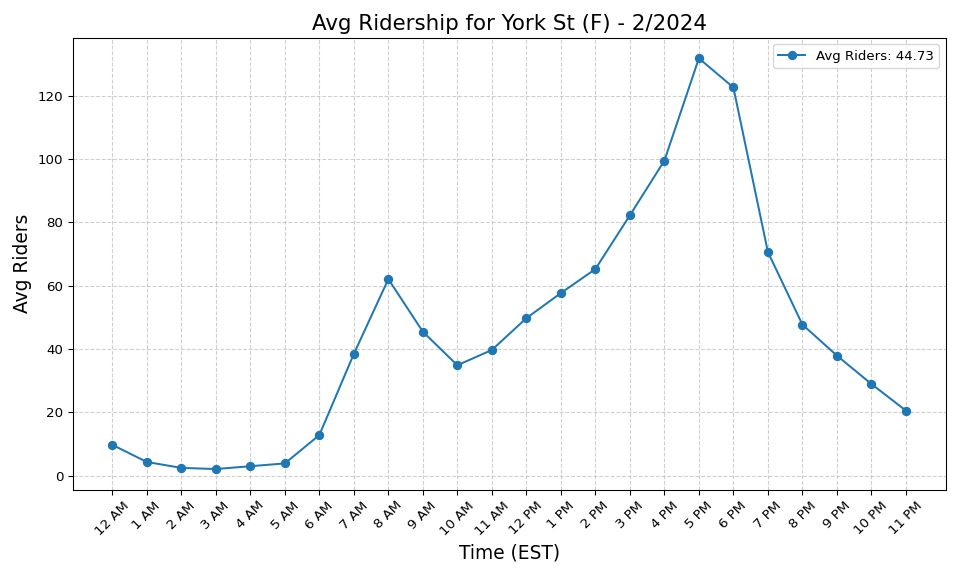 Avg Ridership for York St (F) - 2/2024
Avg Riders: 44.73
Avg Riders
120
100
80
60
40
20
0
12 AM
1 AM
2 AM
3 AM
4 AM
5 AM
6 AM
7 AM
8 AM
9 AM
10 AM
11 AM
12 PM
1 PM
2 PM
3 PM
4 PM
5 PM
6 PM
7 PM
8 PM
9 PM
10 PM
11 PM
Time (EST)